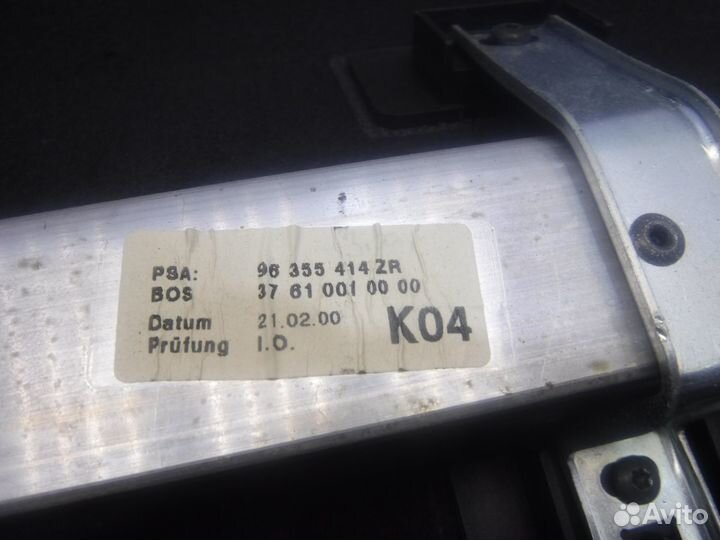 PSA: 96 355 414 ZR
BOS 37 61 001 00 00
Datum 21.02.00
Prüfung I.O.
K04
Avito